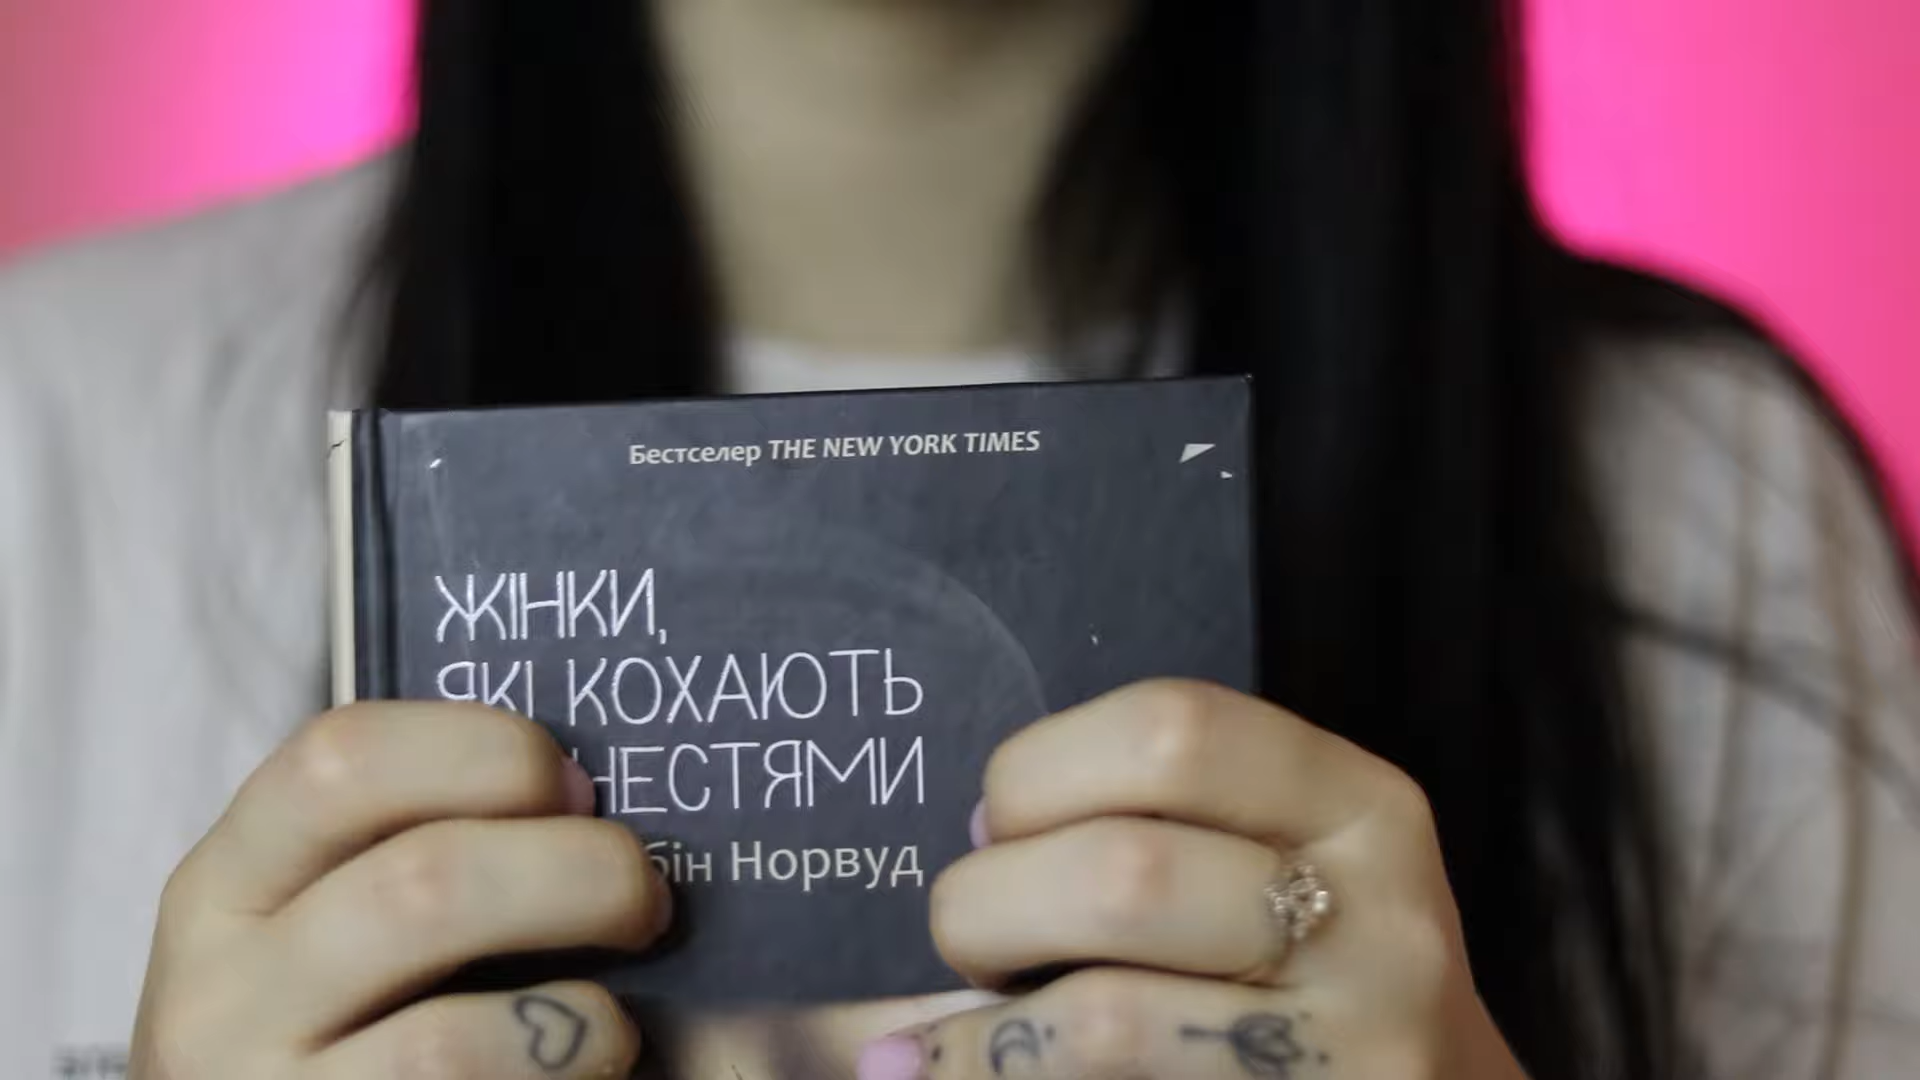 Бестселер THE NEW YORK TIMES
ЖІНКИ,
ЯКІ КОХАЮТЬ
НЕСТЯМИ
бін Норвуд